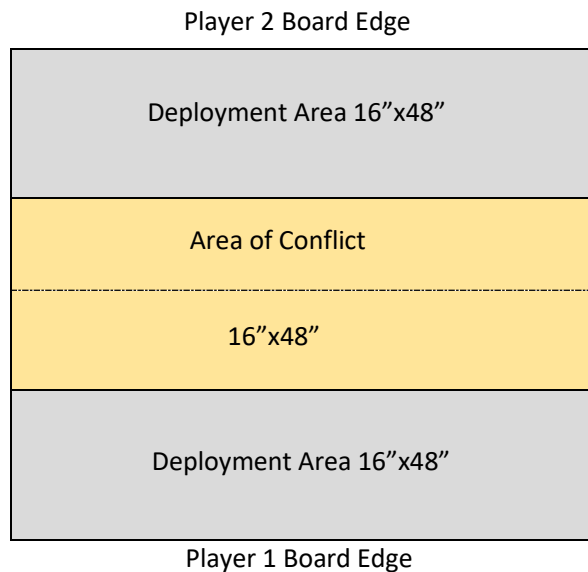 Player 2 Board Edge
Deployment Area 16”x48”
Area of Conflict
16”x48”
Deployment Area 16”x48”
Player 1 Board Edge